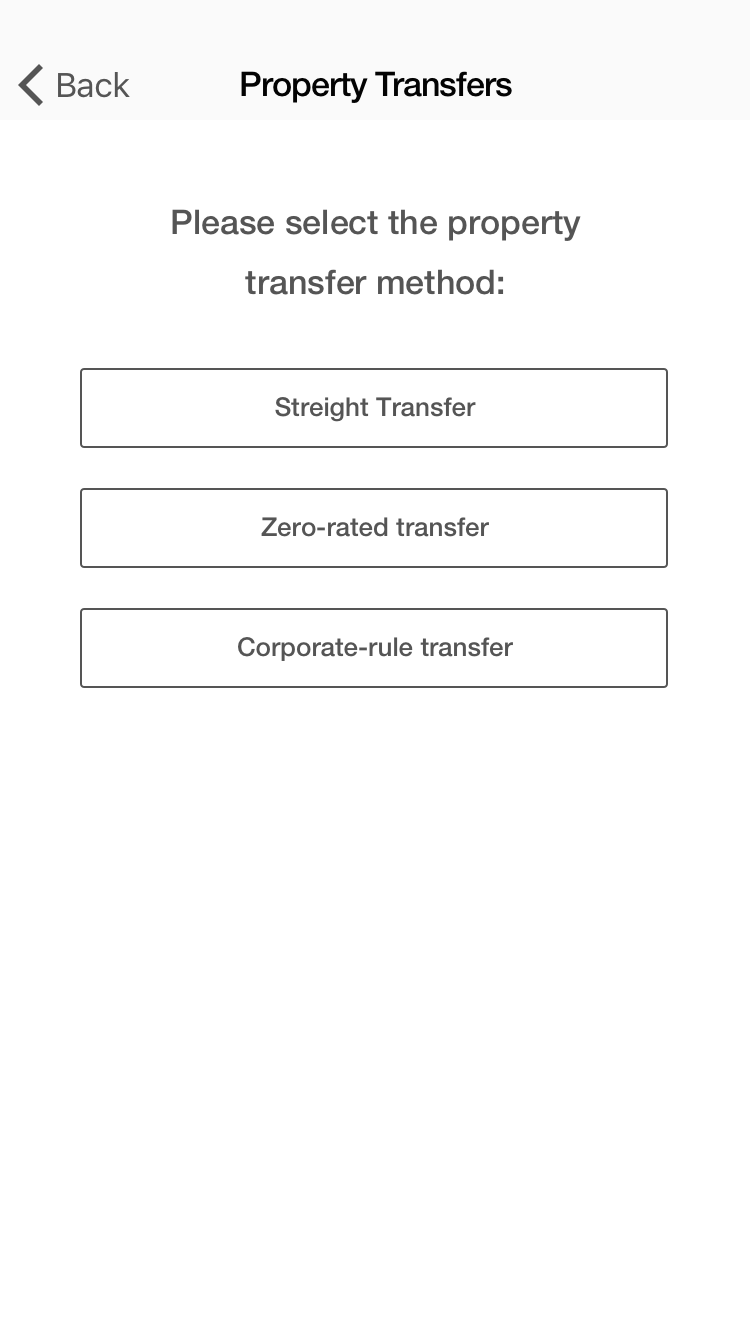 Back
Property Transfers
Please select the property
transfer method:
Streight Transfer
Zero-rated transfer
Corporate-rule transfer